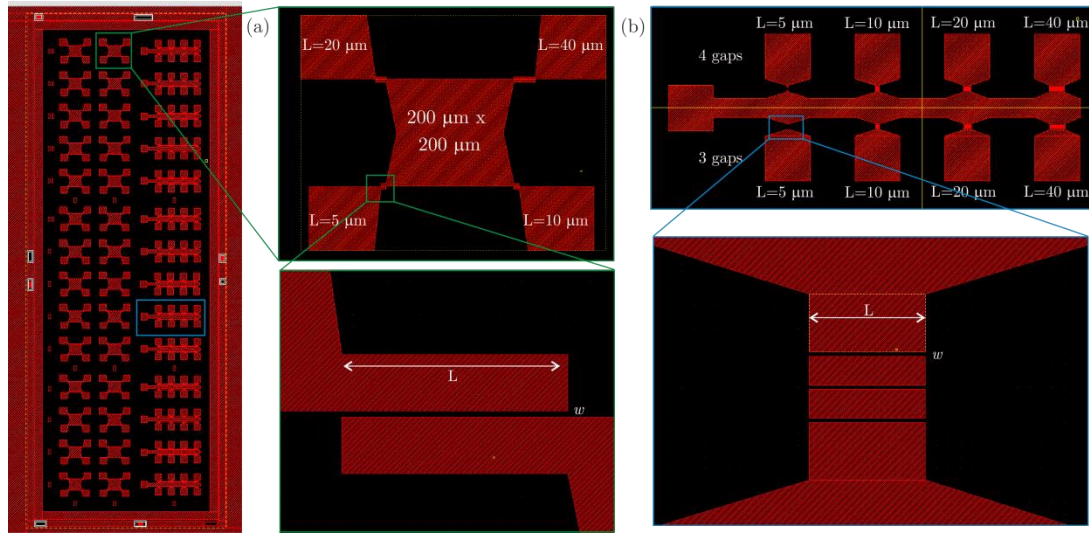 (a)
L=20 µm
L=40 µm
200 µm x
200 µm
L=5 µm
L=10 µm
L
w
(b)
L=5 µm
L=10 µm
L=20 µm
L=40 µm
4 gaps
3 gaps
L=5 µm
L=10 µm
L=20 µm
L=40 µm
L
w